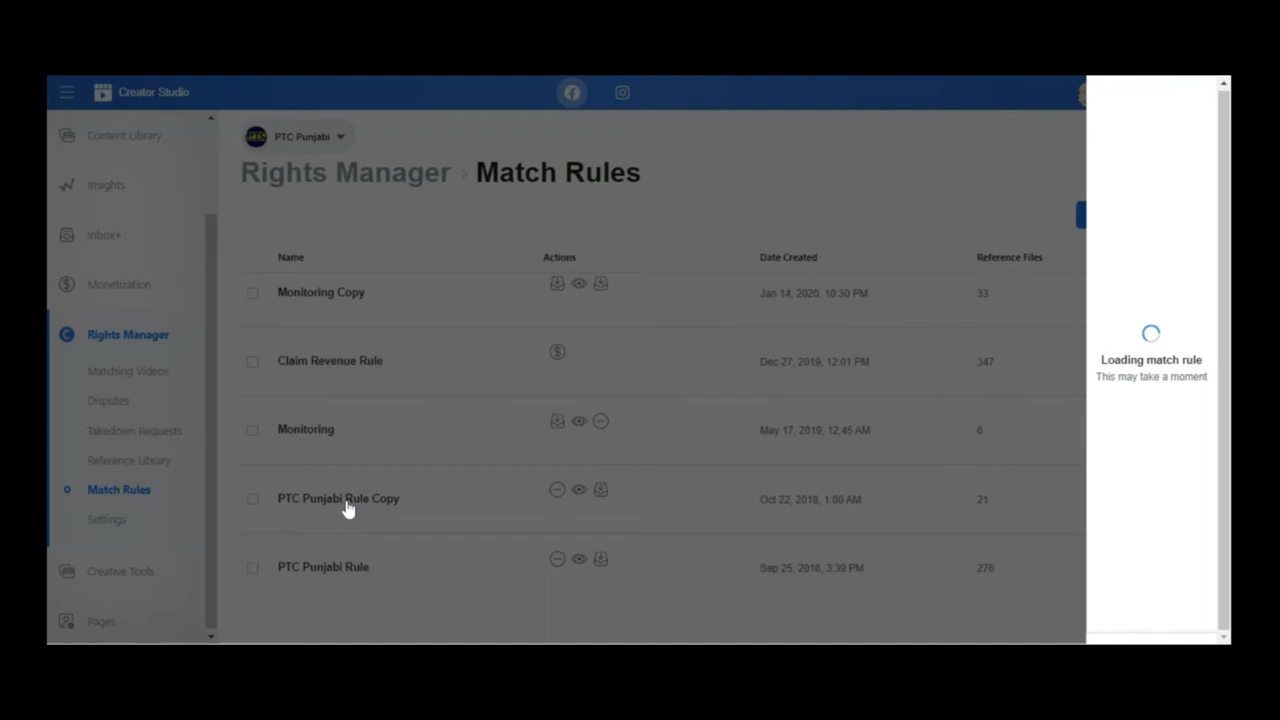 Creator Studio
Content Library
Insights
Inbox+
Monetization
Rights Manager
Matching Videos
Disputes
Takedown Requests
Reference Library
Match Rules
Settings
Creative Tools
Pages
PTC PTC Punjabi
Rights Manager › Match Rules
Name Actions Date Created Reference Files
Monitoring Copy Jan 14, 2020, 10:30 PM 33
Claim Revenue Rule Dec 27, 2019, 12:01 PM 347
Monitoring May 17, 2019, 12:45 AM 6
PTC Punjabi Rule Copy Oct 22, 2018, 1:00 AM 21
PTC Punjabi Rule Sep 25, 2018, 3:39 PM 276
Loading match rule
This may take a moment